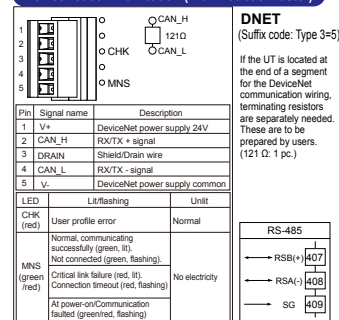 CAN_H
121Ω
CAN_L
CHK
MNS
1
2
3
4
5
DNET
(Suffix code: Type 3=5)
If the UT is located at
the end of a segment
for the DeviceNet
communication wiring,
terminating resistors
are separately needed.
These are to be
prepared by users.
(121 Ω: 1 pc.)
Pin Signal name Description
1 V+ DeviceNet power supply 24V
2 CAN_H RX/TX + signal
3 DRAIN Shield/Drain wire
4 CAN_L RX/TX - signal
5 V- DeviceNet power supply common
LED Lit/flashing Unlit
CHK
(red)
User profile error
Normal
MNS
(green
/red)
Normal, communicating
successfully (green, lit).
Not connected (green, flashing).
Critical link failure (red, lit).
Connection timeout (red, flashing)
At power-on/Communication
faulted (green/red, flashing)
No electricity
RS-485
RSB(+) 407
RSA(-) 408
SG 409